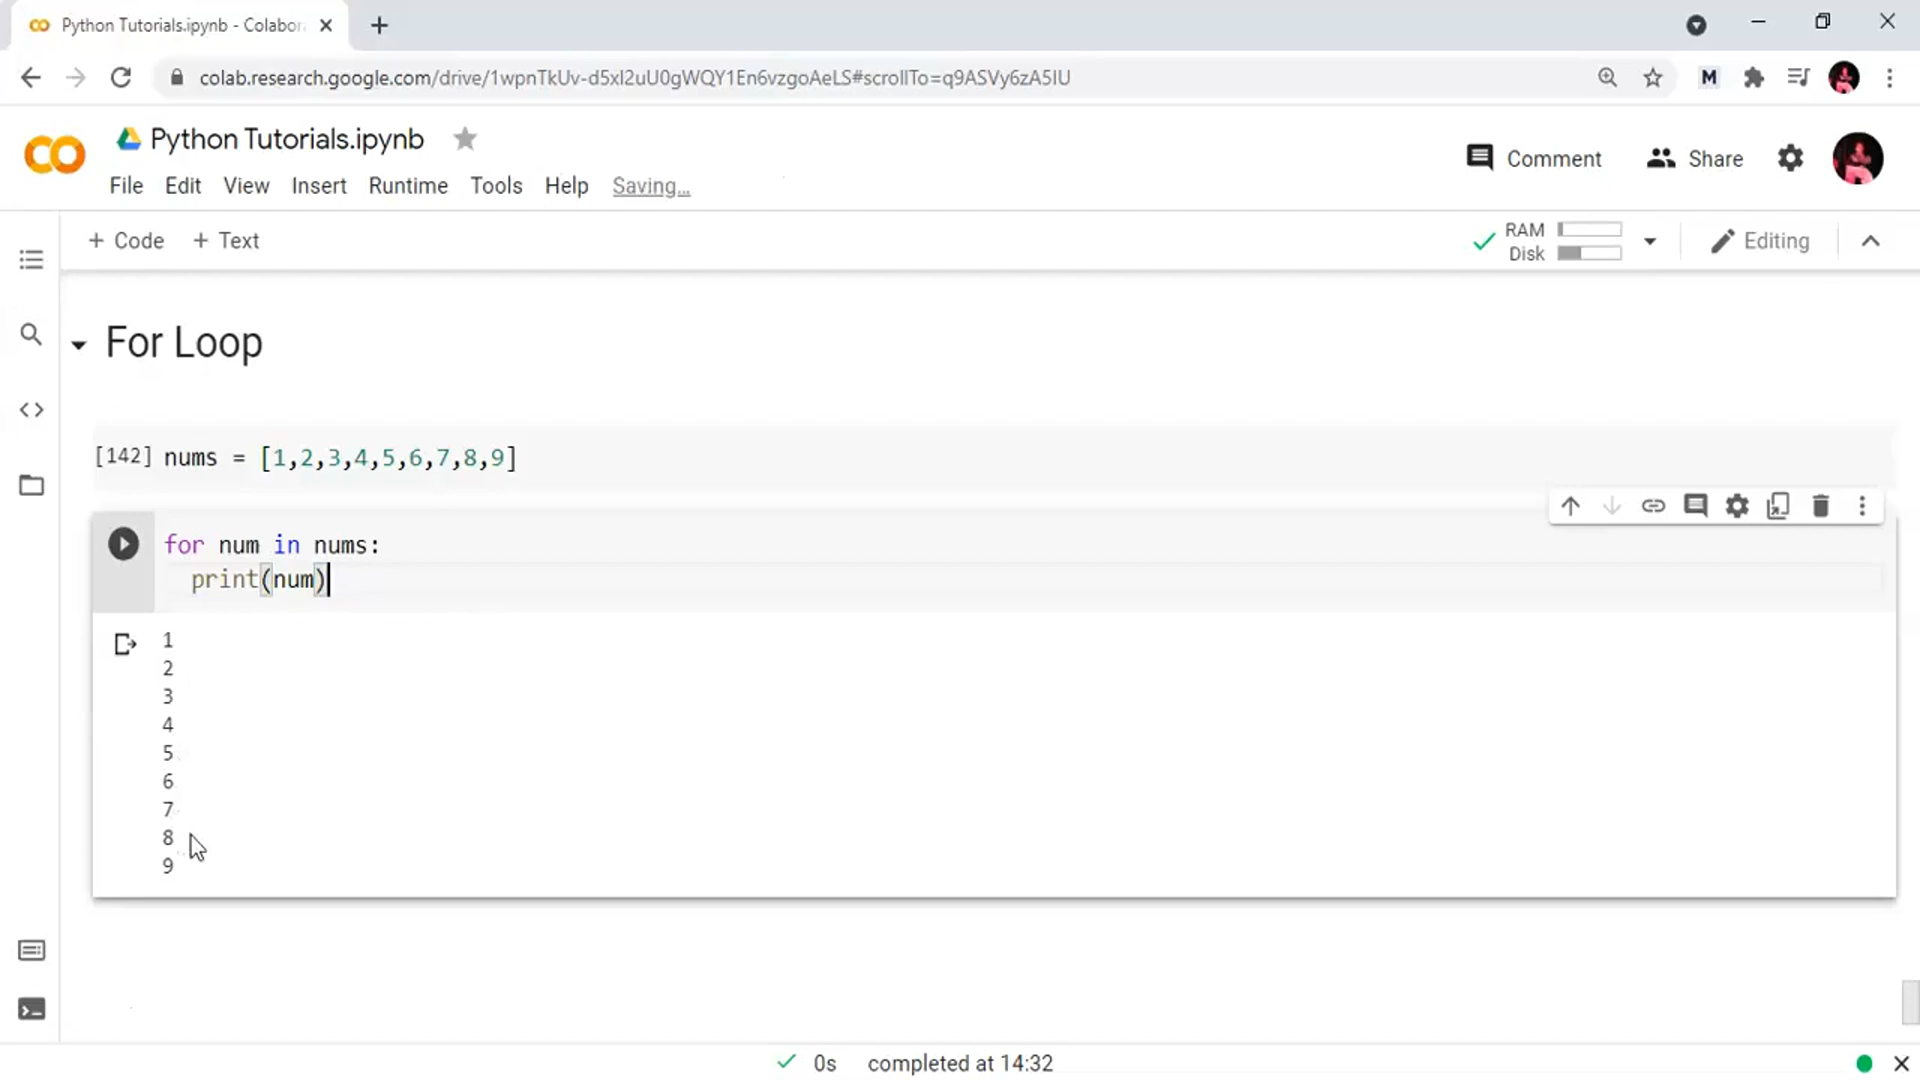 Python Tutorials.ipynb - Colabor
colab.research.google.com/drive/1wpnTkUv-d5xI2uU0gWQY1En6vzgoAeLS#scrollTo=q9ASVy6zA5IU
M
Python Tutorials.ipynb
Comment
Share
File Edit View Insert Runtime Tools Help Saving...
+ Code + Text
RAM
Disk
Editing
For Loop
[142] nums = [1,2,3,4,5,6,7,8,9]
for num in nums:
print(num)
1
2
3
4
5
6
7
8
9
0s completed at 14:32